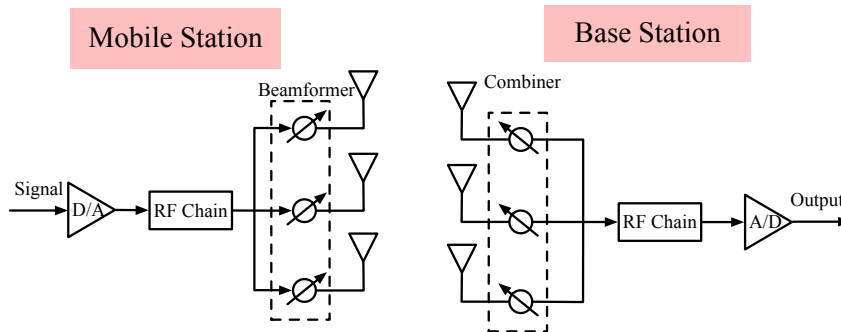 Mobile Station
Base Station
Beamformer
Combiner
Signal
D/A
RF Chain
RF Chain
A/D
Output